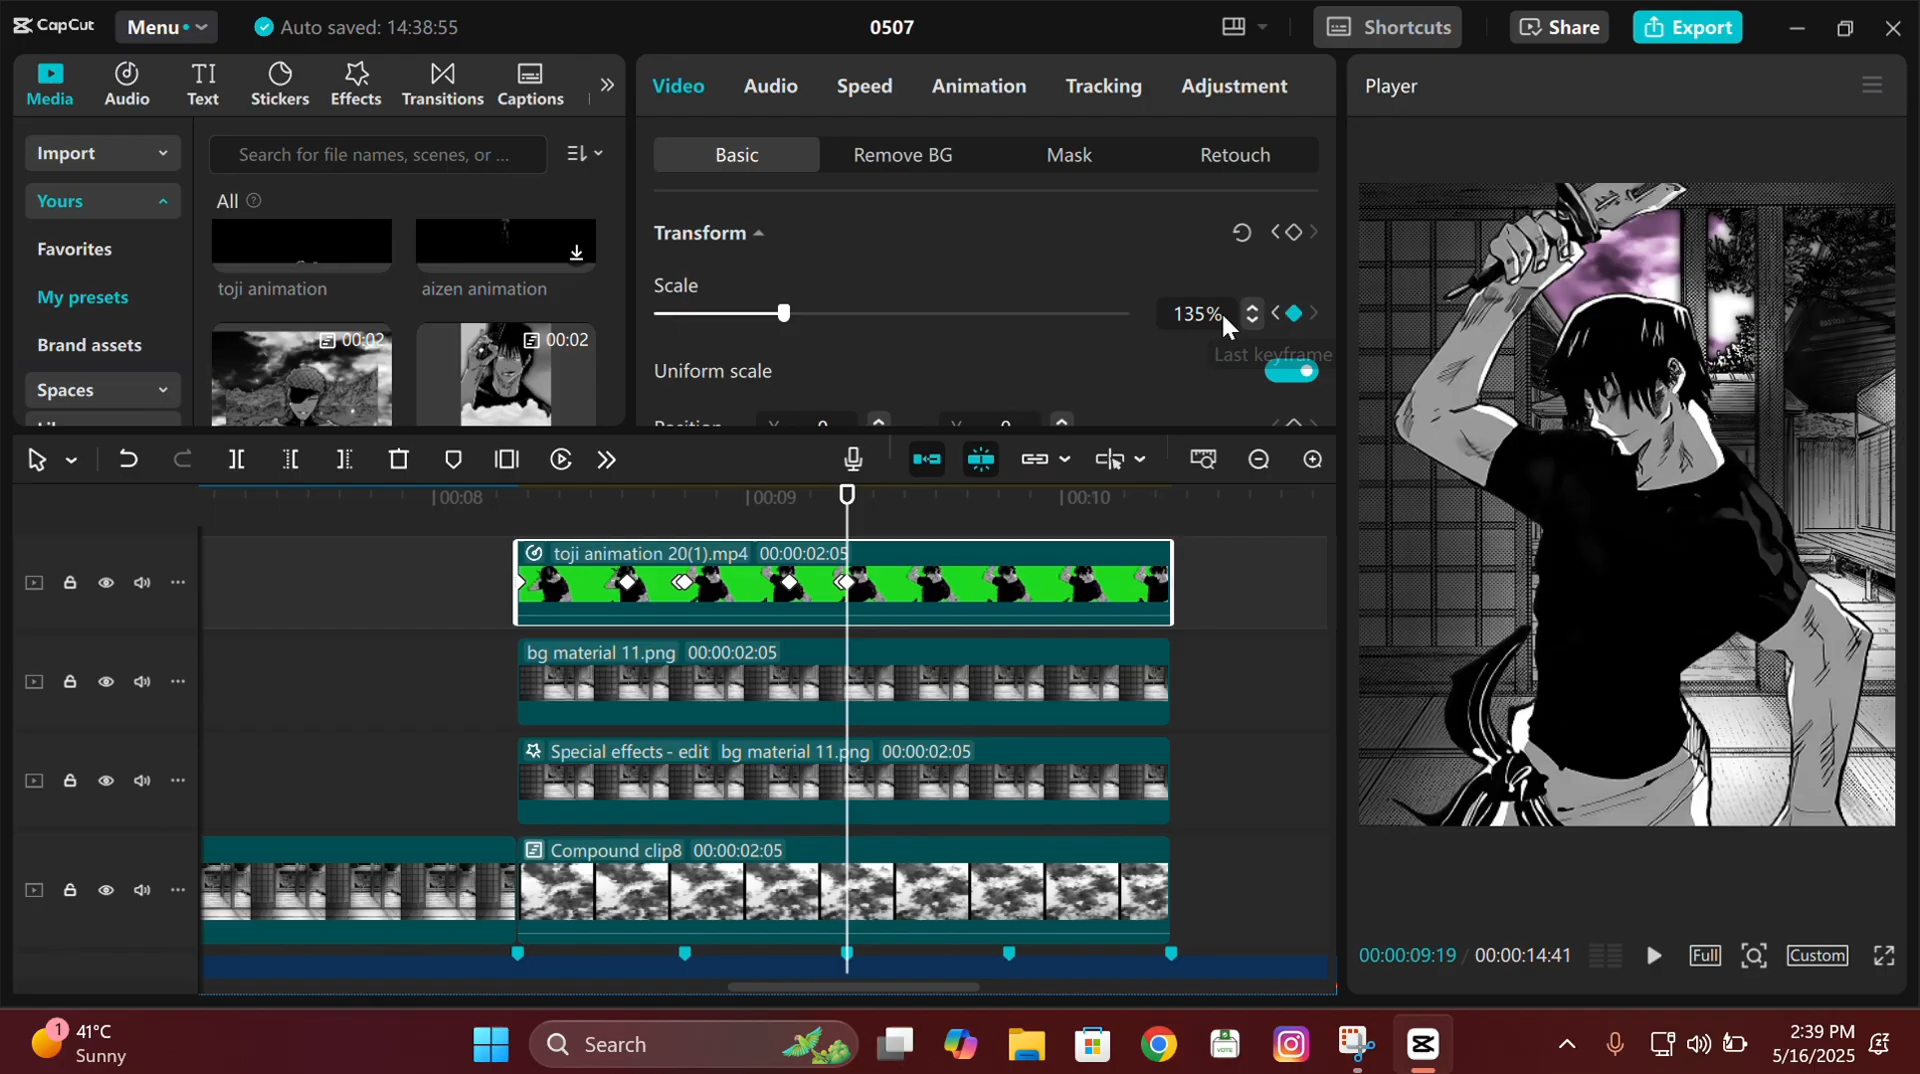 CapCut
Menu
Auto saved: 14:38:55
0507
Shortcuts
Share
Export
Media
Audio
Text
Stickers
Effects
Transitions
Captions
Import
Search for file names, scenes, or ...
Yours
All
Favorites
toji animation
aizen animation
My presets
00:02
00:02
Brand assets
Spaces
Video
Audio
Speed
Animation
Tracking
Adjustment
Basic
Remove BG
Mask
Retouch
Transform
Scale
135%
Last keyframe
Uniform scale
Position X 0 Y 0
Player
00:08
00:09
00:10
toji animation 20(1).mp4 00:00:02:05
bg material 11.png 00:00:02:05
Special effects - edit bg material 11.png 00:00:02:05
Compound clip8 00:00:02:05
00:00:09:19 / 00:00:14:41
Full
Custom
1
41°C
Sunny
Search
VOTE
2:39 PM
5/16/2025